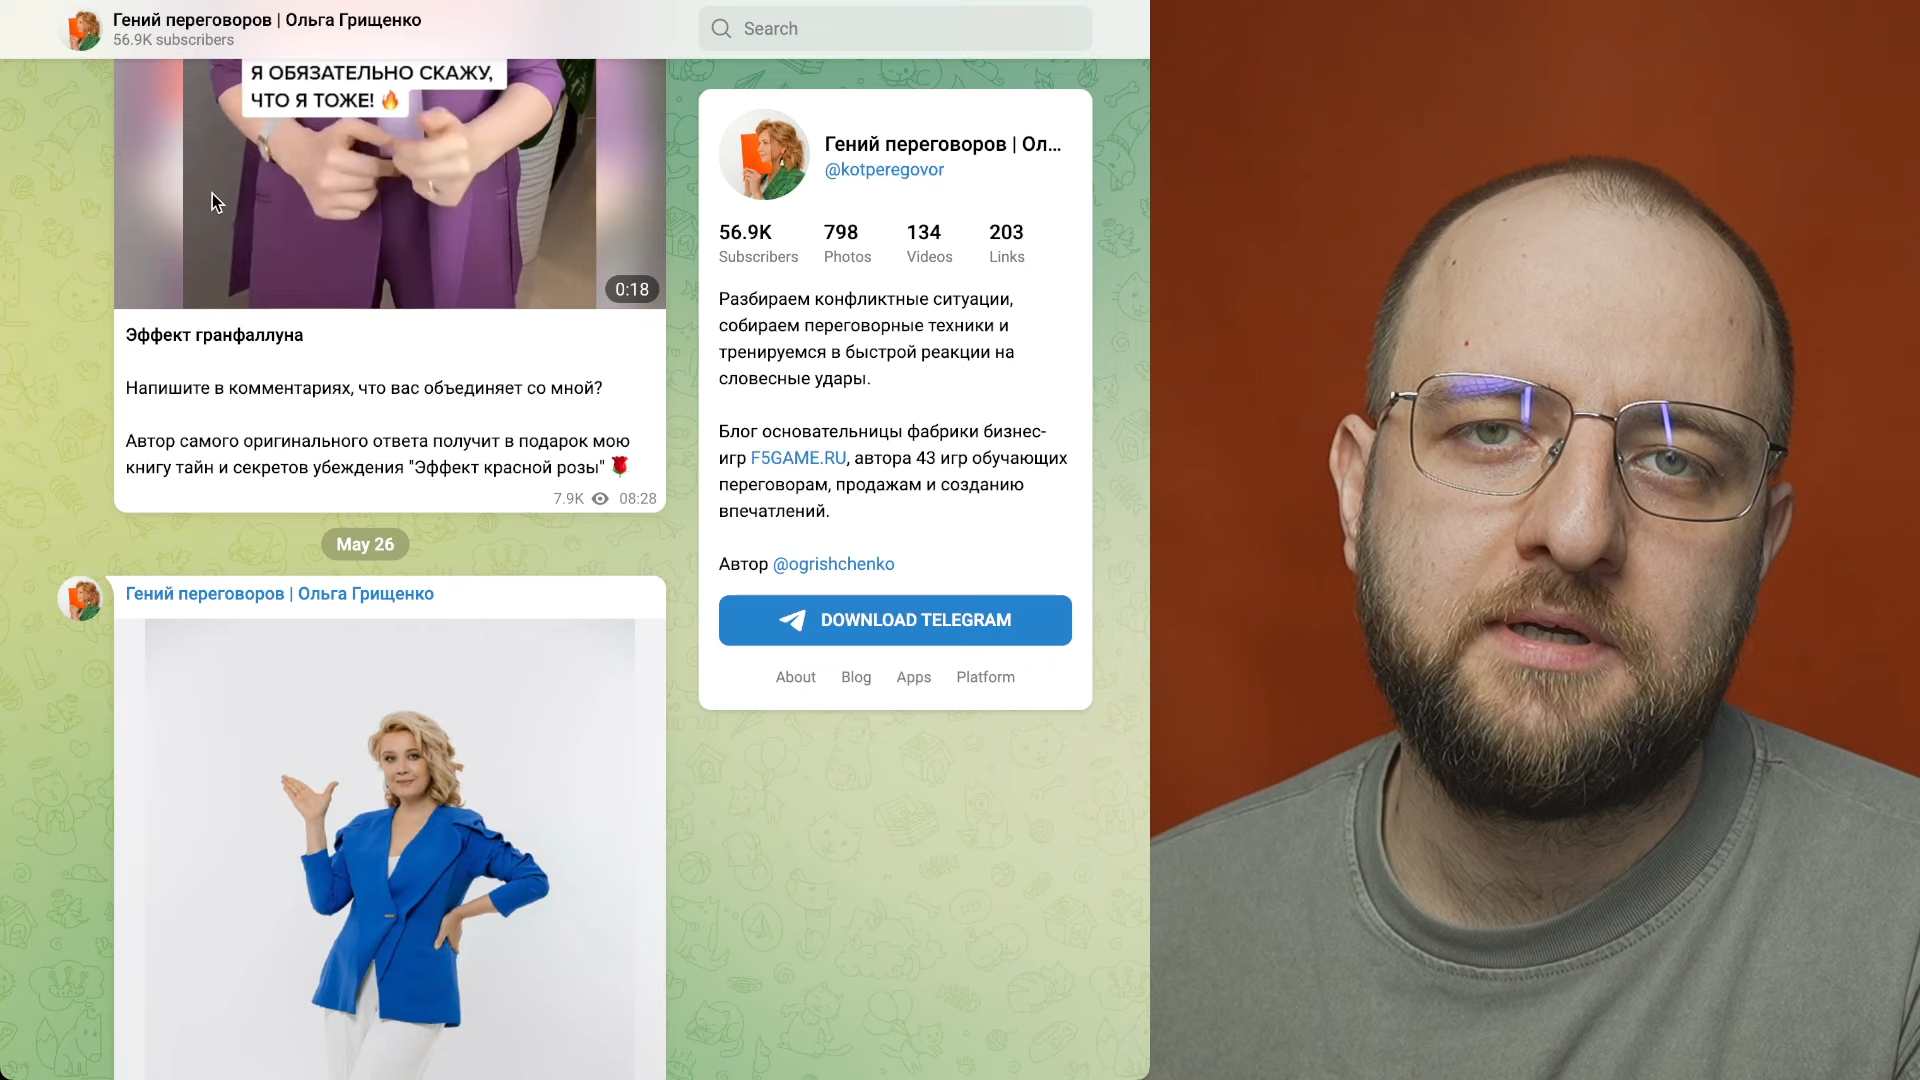 Гений переговоров | Ольга Грищенко
56.9K subscribers
Search
Я ОБЯЗАТЕЛЬНО СКАЖУ,
ЧТО Я ТОЖЕ! 🔥
0:18
Эффект гранфаллуна
Напишите в комментариях, что вас объединяет со мной?
Автор самого оригинального ответа получит в подарок мою
книгу тайн и секретов убеждения "Эффект красной розы" 🌹
7.9K 08:28
May 26
Гений переговоров | Ольга Грищенко
Гений переговоров | Ол...
@kotperegovor
56.9K 798 134 203
Subscribers Photos Videos Links
Разбираем конфликтные ситуации,
собираем переговорные техники и
тренируемся в быстрой реакции на
словесные удары.
Блог основательницы фабрики бизнес-
игр F5GAME.RU, автора 43 игр обучающих
переговорам, продажам и созданию
впечатлений.
Автор @ogrishchenko
DOWNLOAD TELEGRAM
About Blog Apps Platform